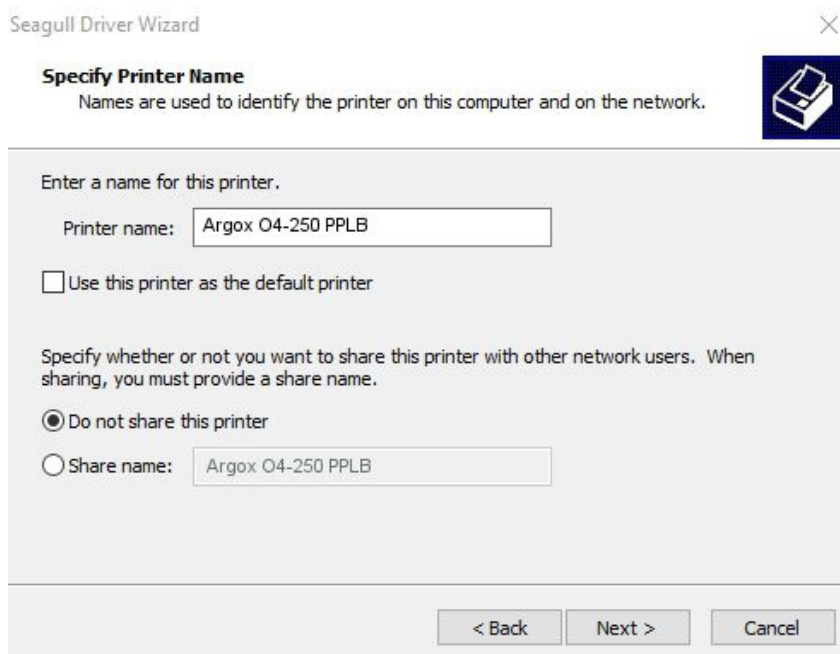 Seagull Driver Wizard
Specify Printer Name
Names are used to identify the printer on this computer and on the network.
Enter a name for this printer.
Printer name: Argox O4-250 PPLB
Use this printer as the default printer
Specify whether or not you want to share this printer with other network users. When
sharing, you must provide a share name.
Do not share this printer
Share name: Argox O4-250 PPLB
< Back Next > Cancel